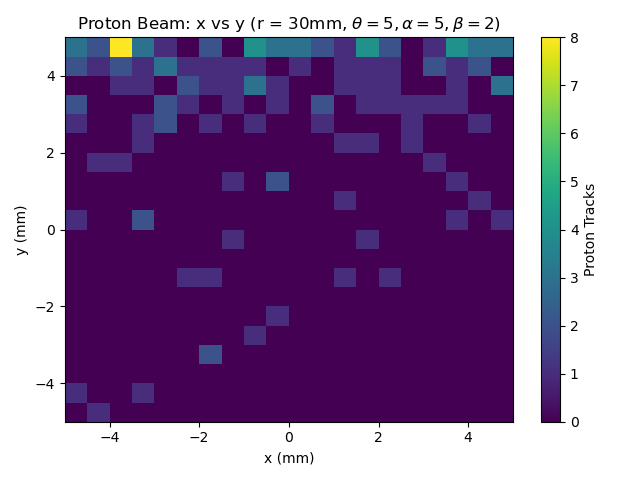 Proton Beam: x vs y (r = 30mm, θ = 5, α = 5, β = 2)
4
2
0
−2
−4
y (mm)
−4 −2 0 2 4
x (mm)
8
7
6
5
4
3
2
1
0
Proton Tracks